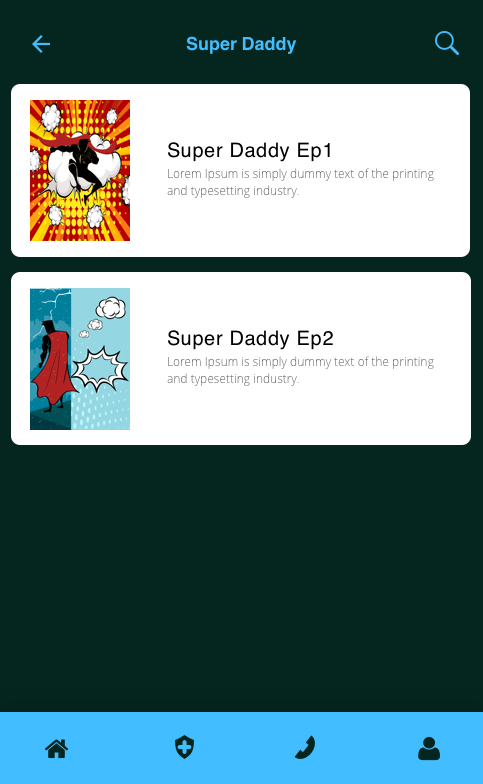 Super Daddy
Super Daddy Ep1
Lorem Ipsum is simply dummy text of the printing
and typesetting industry.
Super Daddy Ep2
Lorem Ipsum is simply dummy text of the printing
and typesetting industry.